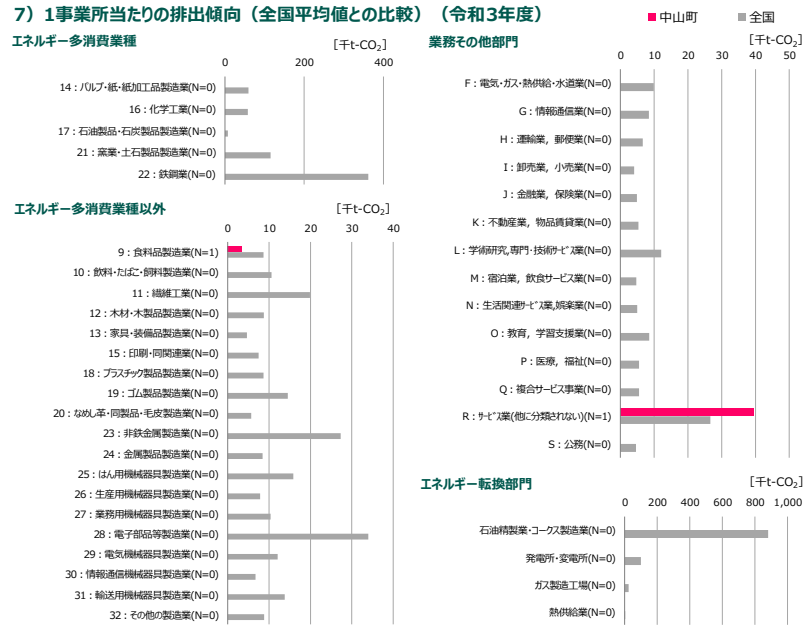 7）1事業所当たりの排出傾向（全国平均値との比較）（令和3年度）
中山町 全国
エネルギー多消費業種
[千t-CO2]
0 200 400
14：パルプ・紙・紙加工品製造業(N=0)
16：化学工業(N=0)
17：石油製品・石炭製品製造業(N=0)
21：窯業・土石製品製造業(N=0)
22：鉄鋼業(N=0)
エネルギー多消費業種以外
[千t-CO2]
0 10 20 30 40
9：食料品製造業(N=1)
10：飲料・たばこ・飼料製造業(N=0)
11：繊維工業(N=0)
12：木材・木製品製造業(N=0)
13：家具・装備品製造業(N=0)
15：印刷・同関連業(N=0)
18：プラスチック製品製造業(N=0)
19：ゴム製品製造業(N=0)
20：なめし革・同製品・毛皮製造業(N=0)
23：非鉄金属製造業(N=0)
24：金属製品製造業(N=0)
25：はん用機械器具製造業(N=0)
26：生産用機械器具製造業(N=0)
27：業務用機械器具製造業(N=0)
28：電子部品等製造業(N=0)
29：電気機械器具製造業(N=0)
30：情報通信機械器具製造業(N=0)
31：輸送用機械器具製造業(N=0)
32：その他の製造業(N=0)
業務その他部門
[千t-CO2]
0 10 20 30 40 50
F：電気・ガス・熱供給・水道業(N=0)
G：情報通信業(N=0)
H：運輸業，郵便業(N=0)
I：卸売業，小売業(N=0)
J：金融業，保険業(N=0)
K：不動産業，物品賃貸業(N=0)
L：学術研究,専門・技術ｻｰﾋﾞｽ業(N=0)
M：宿泊業，飲食サービス業(N=0)
N：生活関連ｻｰﾋﾞｽ業,娯楽業(N=0)
O：教育，学習支援業(N=0)
P：医療，福祉(N=0)
Q：複合サービス事業(N=0)
R：ｻｰﾋﾞｽ業(他に分類されない)(N=1)
S：公務(N=0)
エネルギー転換部門
[千t-CO2]
0 200 400 600 800 1,000
石油精製業・コークス製造業(N=0)
発電所・変電所(N=0)
ガス製造工場(N=0)
熱供給業(N=0)